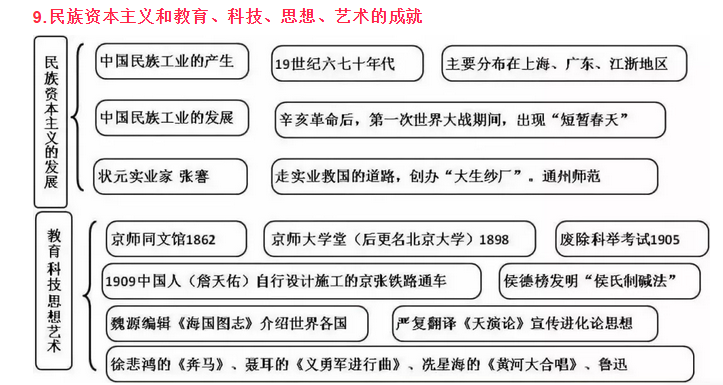 9.民族资本主义和教育、科技、思想、艺术的成就
民族资本主义的发展
中国民族工业的产生
19世纪六七十年代
主要分布在上海、广东、江浙地区
中国民族工业的发展
辛亥革命后，第一次世界大战期间，出现“短暂春天”
状元实业家 张謇
走实业救国的道路，创办“大生纱厂”。通州师范
教育科技思想艺术
京师同文馆1862
京师大学堂（后更名北京大学）1898
废除科举考试1905
1909中国人（詹天佑）自行设计施工的京张铁路通车
侯德榜发明“侯氏制碱法”
魏源编辑《海国图志》介绍世界各国
严复翻译《天演论》宣传进化论思想
徐悲鸿的《奔马》、聂耳的《义勇军进行曲》、冼星海的《黄河大合唱》、鲁迅